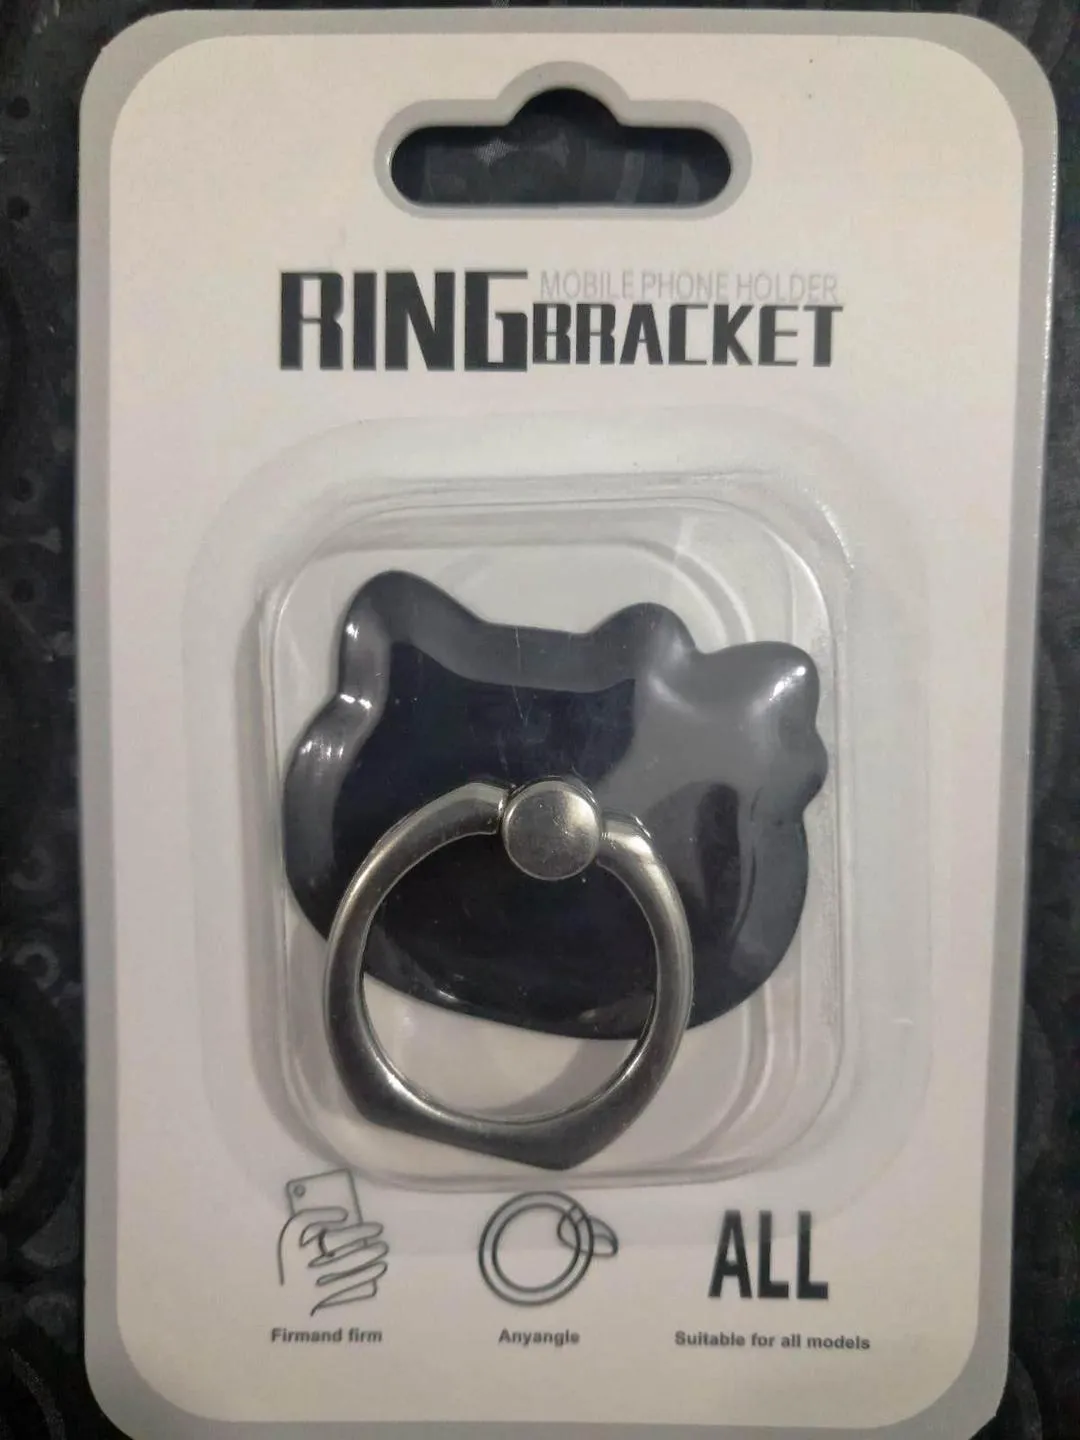 RING
MOBILE PHONE HOLDER
BRACKET
ALL
Firmand firm
Anyangle
Suitable for all models